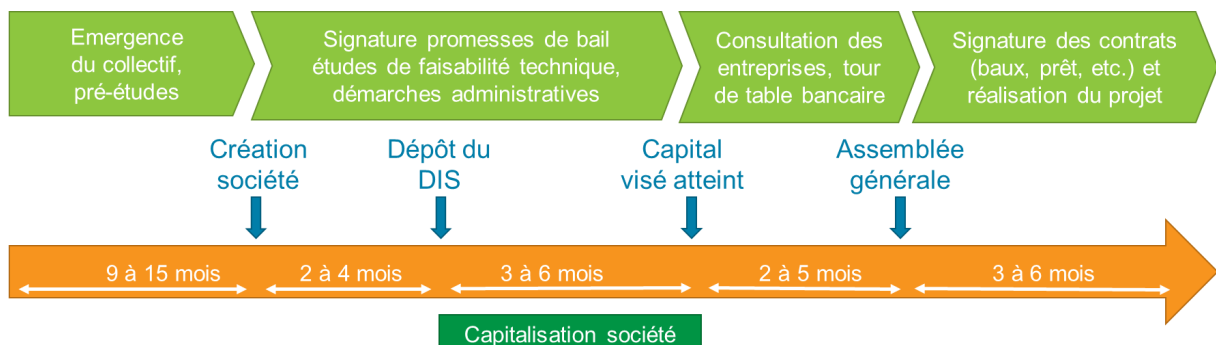 Emergence
du collectif,
pré-études
Signature promesses de bail
études de faisabilité technique,
démarches administratives
Consultation des
entreprises, tour
de table bancaire
Signature des contrats
(baux, prêt, etc.) et
réalisation du projet
Création
société
Dépôt du
DIS
Capital
visé atteint
Assemblée
générale
9 à 15 mois
2 à 4 mois
3 à 6 mois
2 à 5 mois
3 à 6 mois
Capitalisation société